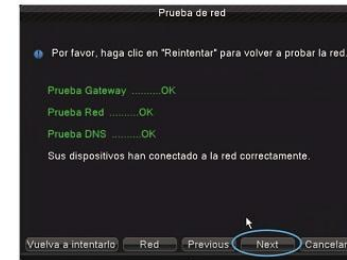 Prueba de red
Por favor, haga clic en "Reintentar" para volver a probar la red.
Prueba Gateway ..........OK
Prueba Red .........OK
Prueba DNS .........OK
Sus dispositivos han conectado a la red correctamente.
Vuelva a intentarlo Red Previous Next Cancelar